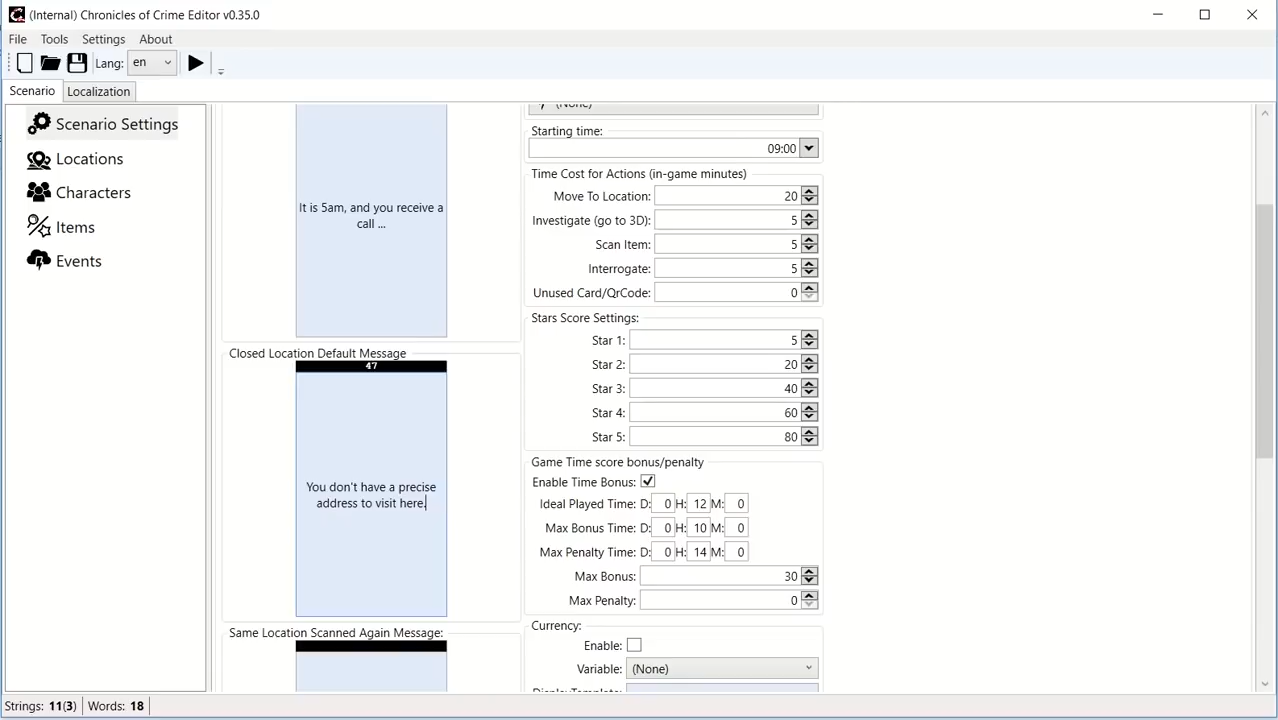 (Internal) Chronicles of Crime Editor v0.35.0
File Tools Settings About
Lang: en
Scenario Localization
Scenario Settings
Locations
Characters
Items
Events
It is 5am, and you receive a
call ...
Closed Location Default Message
47
You don't have a precise
address to visit here.
Same Location Scanned Again Message:
(None)
Starting time:
09:00
Time Cost for Actions (in-game minutes)
Move To Location: 20
Investigate (go to 3D): 5
Scan Item: 5
Interrogate: 5
Unused Card/QrCode: 0
Stars Score Settings:
Star 1: 5
Star 2: 20
Star 3: 40
Star 4: 60
Star 5: 80
Game Time score bonus/penalty
Enable Time Bonus:
Ideal Played Time: D: 0 H: 12 M: 0
Max Bonus Time: D: 0 H: 10 M: 0
Max Penalty Time: D: 0 H: 14 M: 0
Max Bonus: 30
Max Penalty: 0
Currency:
Enable:
Variable: (None)
Display Template:
Strings: 11(3) Words: 18